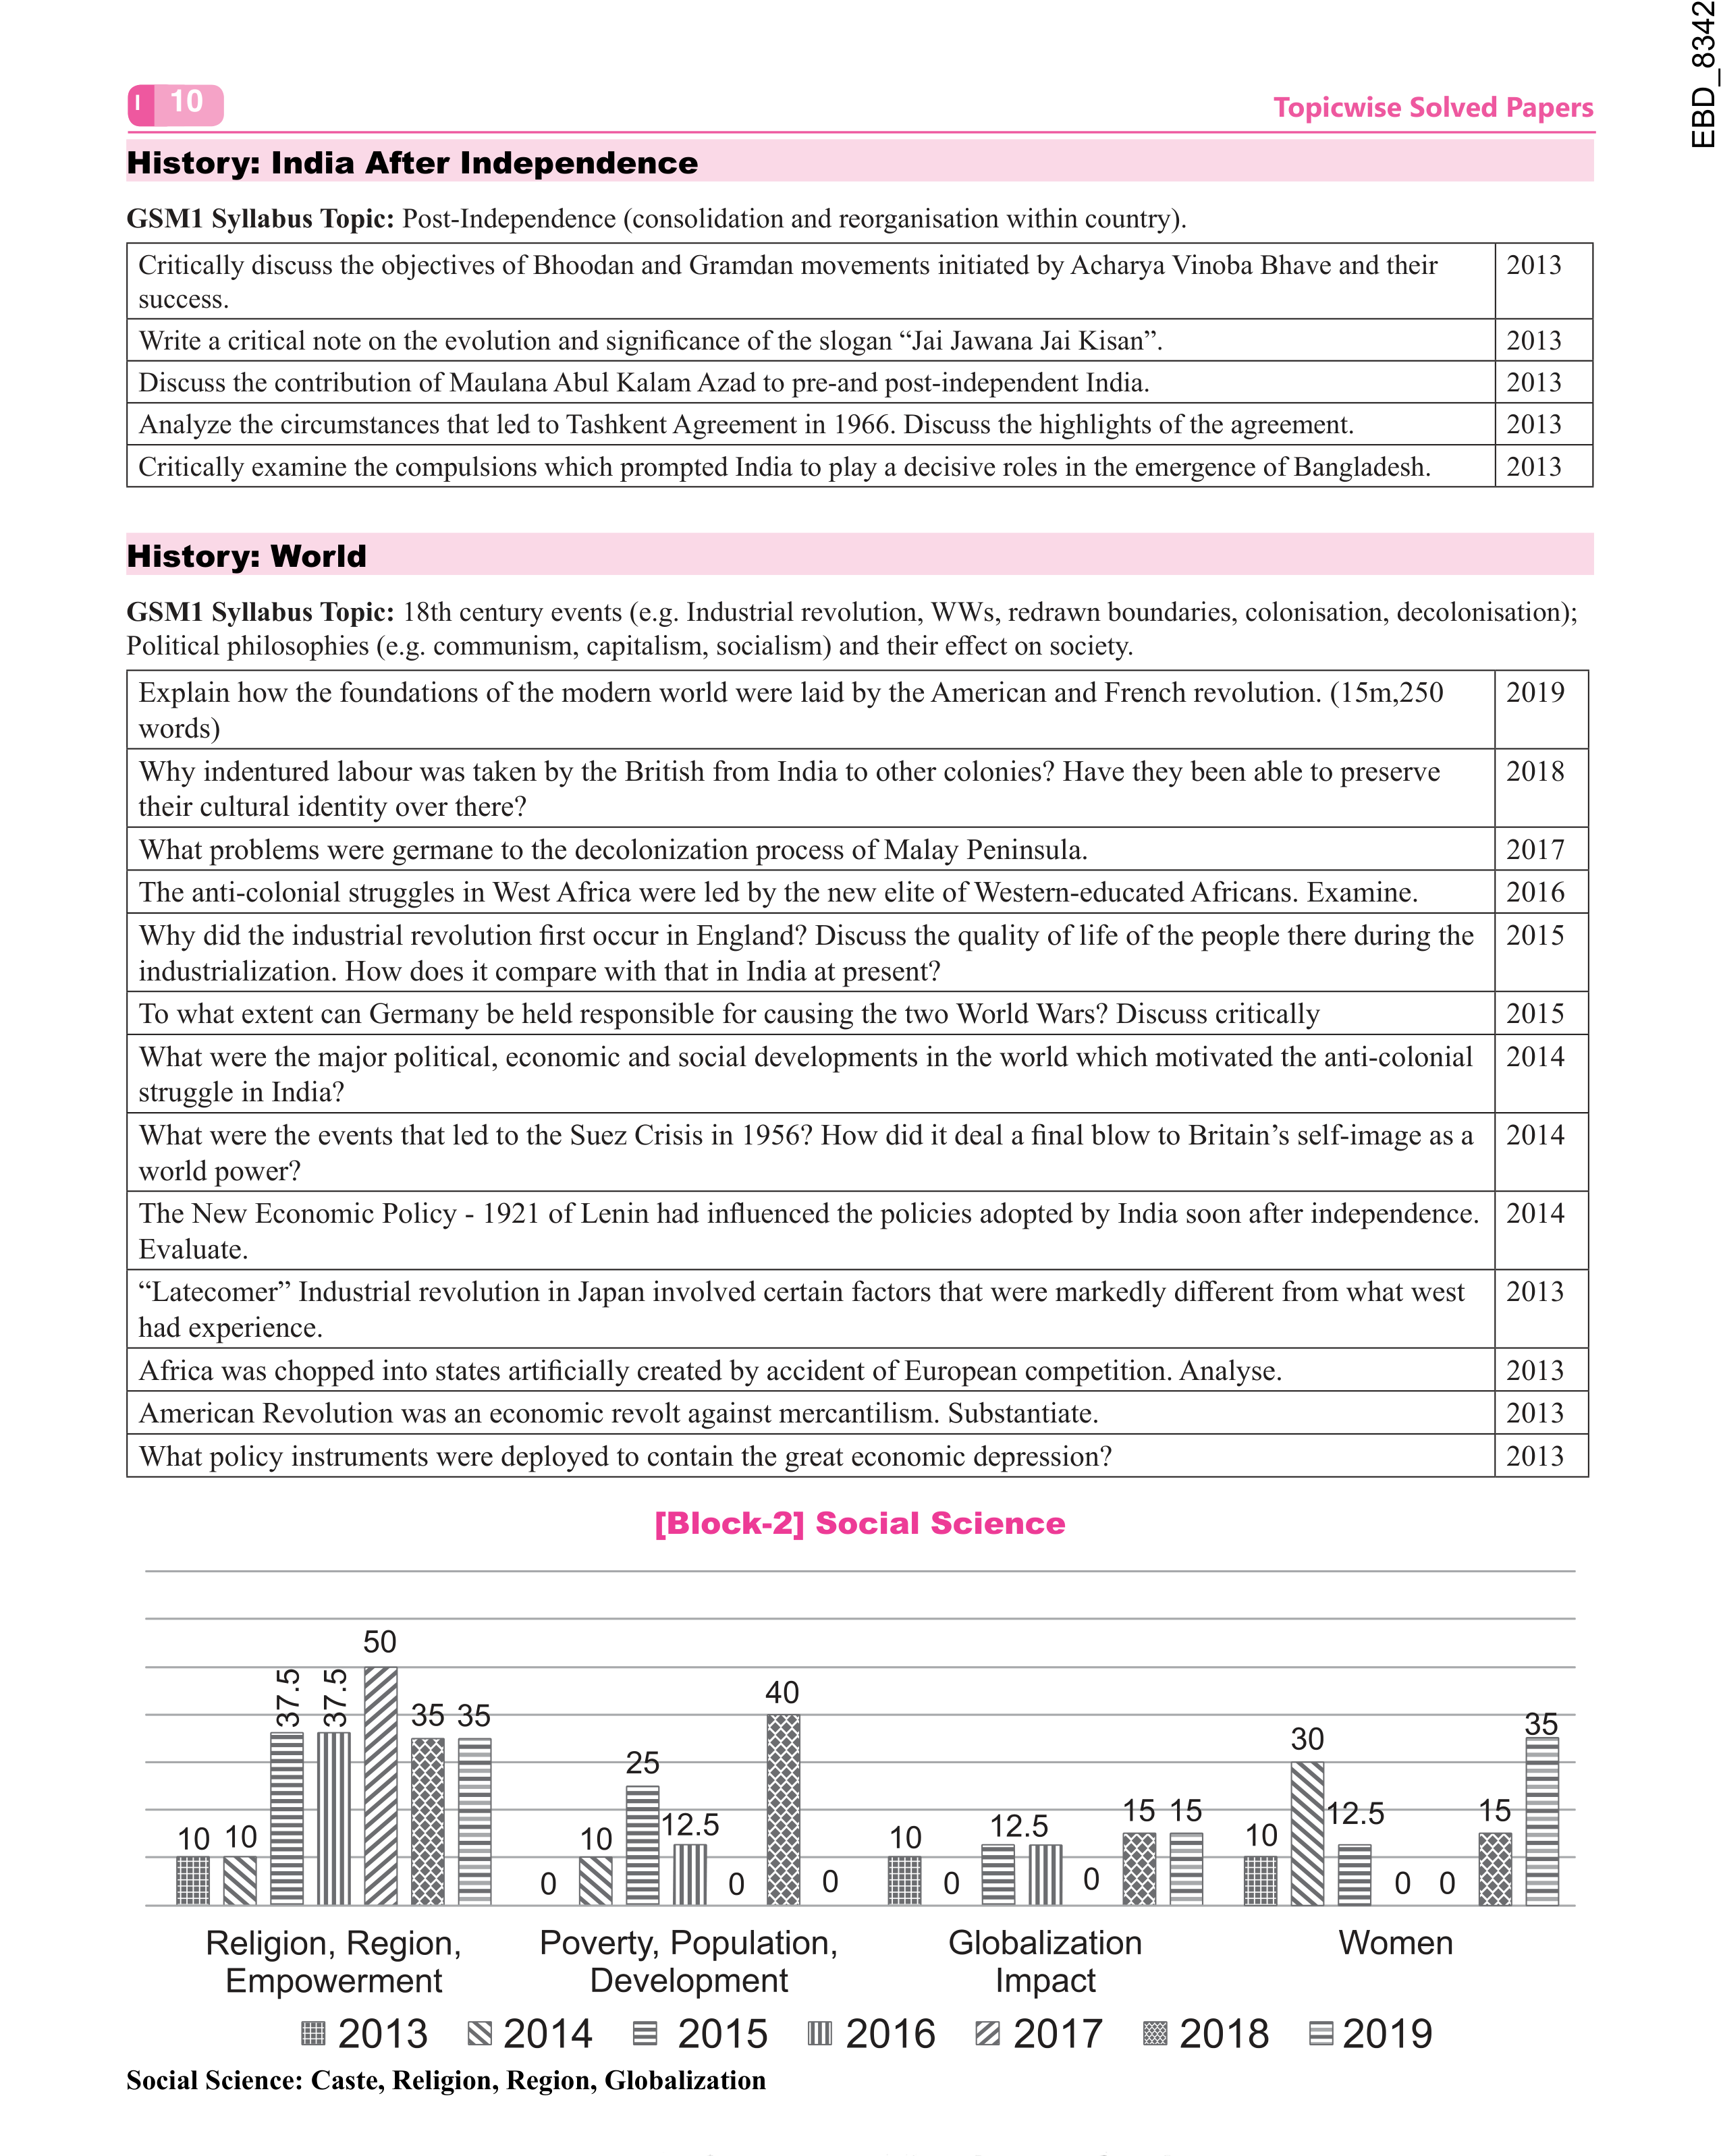 EBD_8342
I 10
Topicwise Solved Papers
History: India After Independence
GSM1 Syllabus Topic: Post-Independence (consolidation and reorganisation within country).
Critically discuss the objectives of Bhoodan and Gramdan movements initiated by Acharya Vinoba Bhave and their 2013
success.
Write a critical note on the evolution and significance of the slogan “Jai Jawana Jai Kisan”. 2013
Discuss the contribution of Maulana Abul Kalam Azad to pre-and post-independent India. 2013
Analyze the circumstances that led to Tashkent Agreement in 1966. Discuss the highlights of the agreement. 2013
Critically examine the compulsions which prompted India to play a decisive roles in the emergence of Bangladesh. 2013
History: World
GSM1 Syllabus Topic: 18th century events (e.g. Industrial revolution, WWs, redrawn boundaries, colonisation, decolonisation);
Political philosophies (e.g. communism, capitalism, socialism) and their effect on society.
Explain how the foundations of the modern world were laid by the American and French revolution. (15m,250 2019
words)
Why indentured labour was taken by the British from India to other colonies? Have they been able to preserve 2018
their cultural identity over there?
What problems were germane to the decolonization process of Malay Peninsula. 2017
The anti-colonial struggles in West Africa were led by the new elite of Western-educated Africans. Examine. 2016
Why did the industrial revolution first occur in England? Discuss the quality of life of the people there during the 2015
industrialization. How does it compare with that in India at present?
To what extent can Germany be held responsible for causing the two World Wars? Discuss critically 2015
What were the major political, economic and social developments in the world which motivated the anti-colonial 2014
struggle in India?
What were the events that led to the Suez Crisis in 1956? How did it deal a final blow to Britain’s self-image as a 2014
world power?
The New Economic Policy - 1921 of Lenin had influenced the policies adopted by India soon after independence. 2014
Evaluate.
“Latecomer” Industrial revolution in Japan involved certain factors that were markedly different from what west 2013
had experience.
Africa was chopped into states artificially created by accident of European competition. Analyse. 2013
American Revolution was an economic revolt against mercantilism. Substantiate. 2013
What policy instruments were deployed to contain the great economic depression? 2013
[Block-2] Social Science
10 10 37.5 37.5 50 35 35
0 10 25 12.5 0 40 0
10 0 12.5 0 15 15
10 30 12.5 0 0 15 35
Religion, Region,
Empowerment
Poverty, Population,
Development
Globalization
Impact
Women
2013 2014 2015 2016 2017 2018 2019
Social Science: Caste, Religion, Region, Globalization